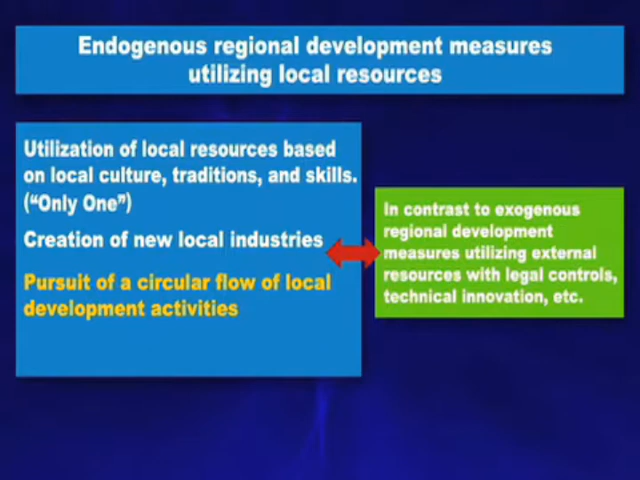 Endogenous regional development measures
utilizing local resources
Utilization of local resources based
on local culture, traditions, and skills.
(“Only One”)
Creation of new local industries
Pursuit of a circular flow of local
development activities
In contrast to exogenous
regional development
measures utilizing external
resources with legal controls,
technical innovation, etc.